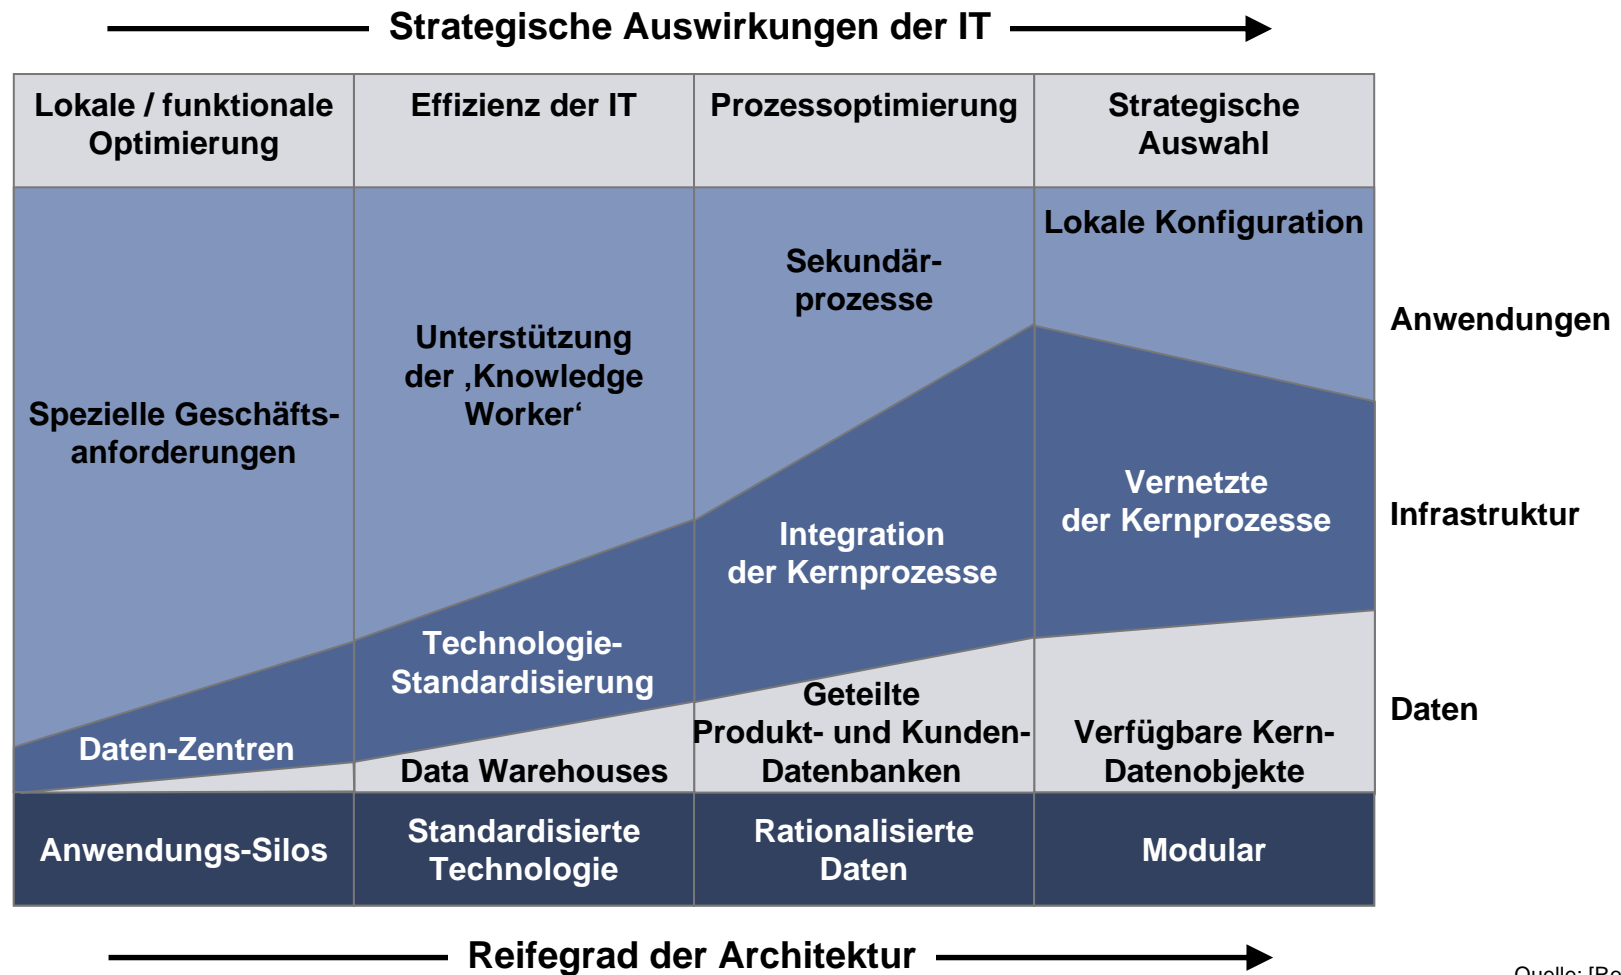 Strategische Auswirkungen der IT
Lokale / funktionale
Optimierung
Effizienz der IT
Prozessoptimierung
Strategische
Auswahl
Spezielle Geschäfts-
anforderungen
Unterstützung
der ‚Knowledge
Worker‘
Sekundär-
prozesse
Lokale Konfiguration
Anwendungen
Daten-Zentren
Technologie-
Standardisierung
Integration
der Kernprozesse
Vernetzte
der Kernprozesse
Infrastruktur
Data Warehouses
Geteilte
Produkt- und Kunden-
Datenbanken
Verfügbare Kern-
Datenobjekte
Daten
Anwendungs-Silos
Standardisierte
Technologie
Rationalisierte
Daten
Modular
Reifegrad der Architektur
Quelle: